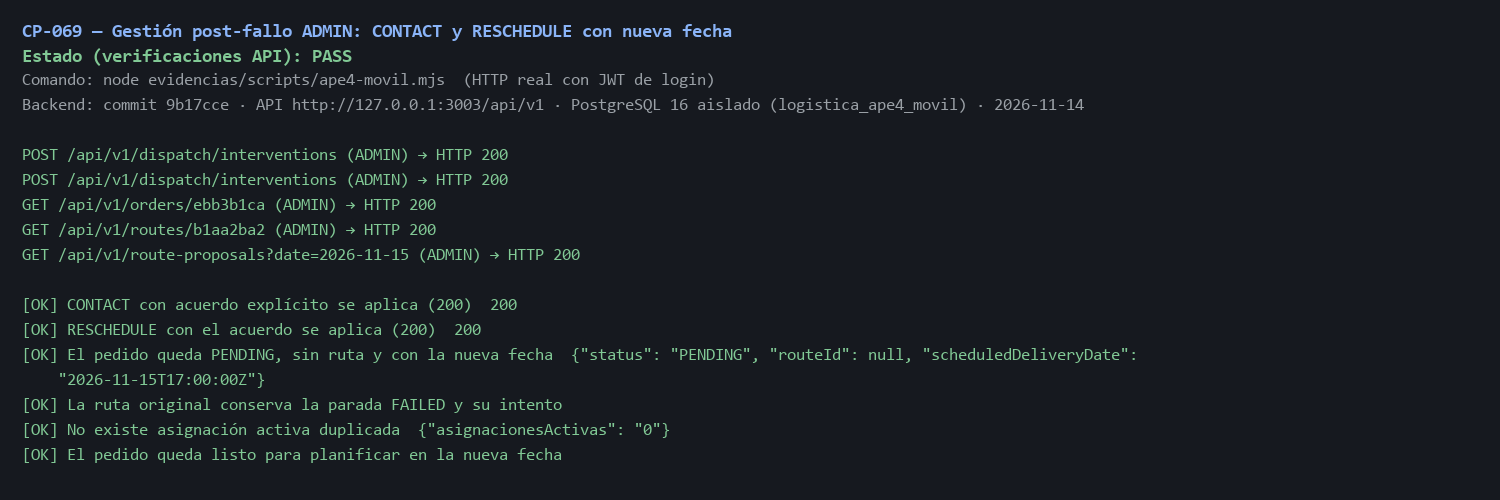 CP-069 — Gestión post-fallo ADMIN: CONTACT y RESCHEDULE con nueva fecha
Estado (verificaciones API): PASS
Comando: node evidencias/scripts/ape4-movil.mjs  (HTTP real con JWT de login)
Backend: commit 9b17cce · API http://127.0.0.1:3003/api/v1 · PostgreSQL 16 aislado (logistica_ape4_movil) · 2026-11-14
POST /api/v1/dispatch/interventions (ADMIN) → HTTP 200
POST /api/v1/dispatch/interventions (ADMIN) → HTTP 200
GET /api/v1/orders/ebb3b1ca (ADMIN) → HTTP 200
GET /api/v1/routes/b1aa2ba2 (ADMIN) → HTTP 200
GET /api/v1/route-proposals?date=2026-11-15 (ADMIN) → HTTP 200
[OK] CONTACT con acuerdo explícito se aplica (200)  200
[OK] RESCHEDULE con el acuerdo se aplica (200)  200
[OK] El pedido queda PENDING, sin ruta y con la nueva fecha  {"status": "PENDING", "routeId": null, "scheduledDeliveryDate":
"2026-11-15T17:00:00Z"}
[OK] La ruta original conserva la parada FAILED y su intento
[OK] No existe asignación activa duplicada  {"asignacionesActivas": "0"}
[OK] El pedido queda listo para planificar en la nueva fecha